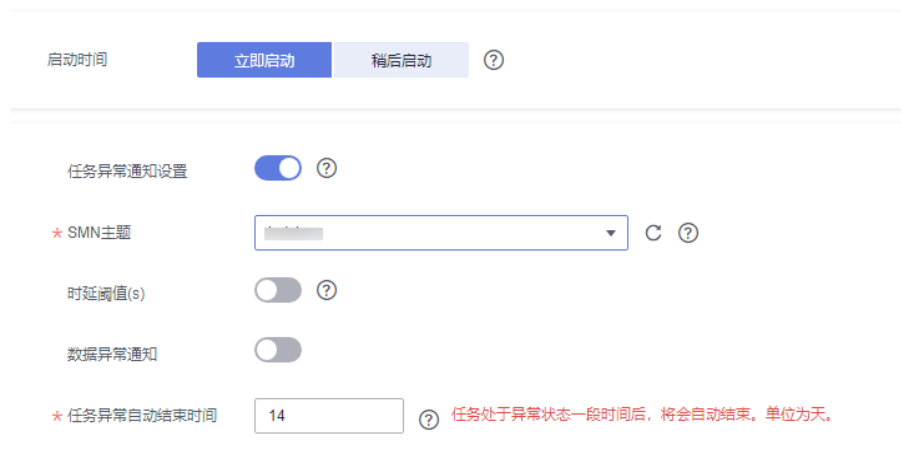 启动时间 立即启动 稍后启动 ?
任务异常通知设置 ?
* SMN主题 ?
时延阈值(s) ?
数据异常通知
* 任务异常自动结束时间 14 ? 任务处于异常状态一段时间后，将会自动结束。单位为天。